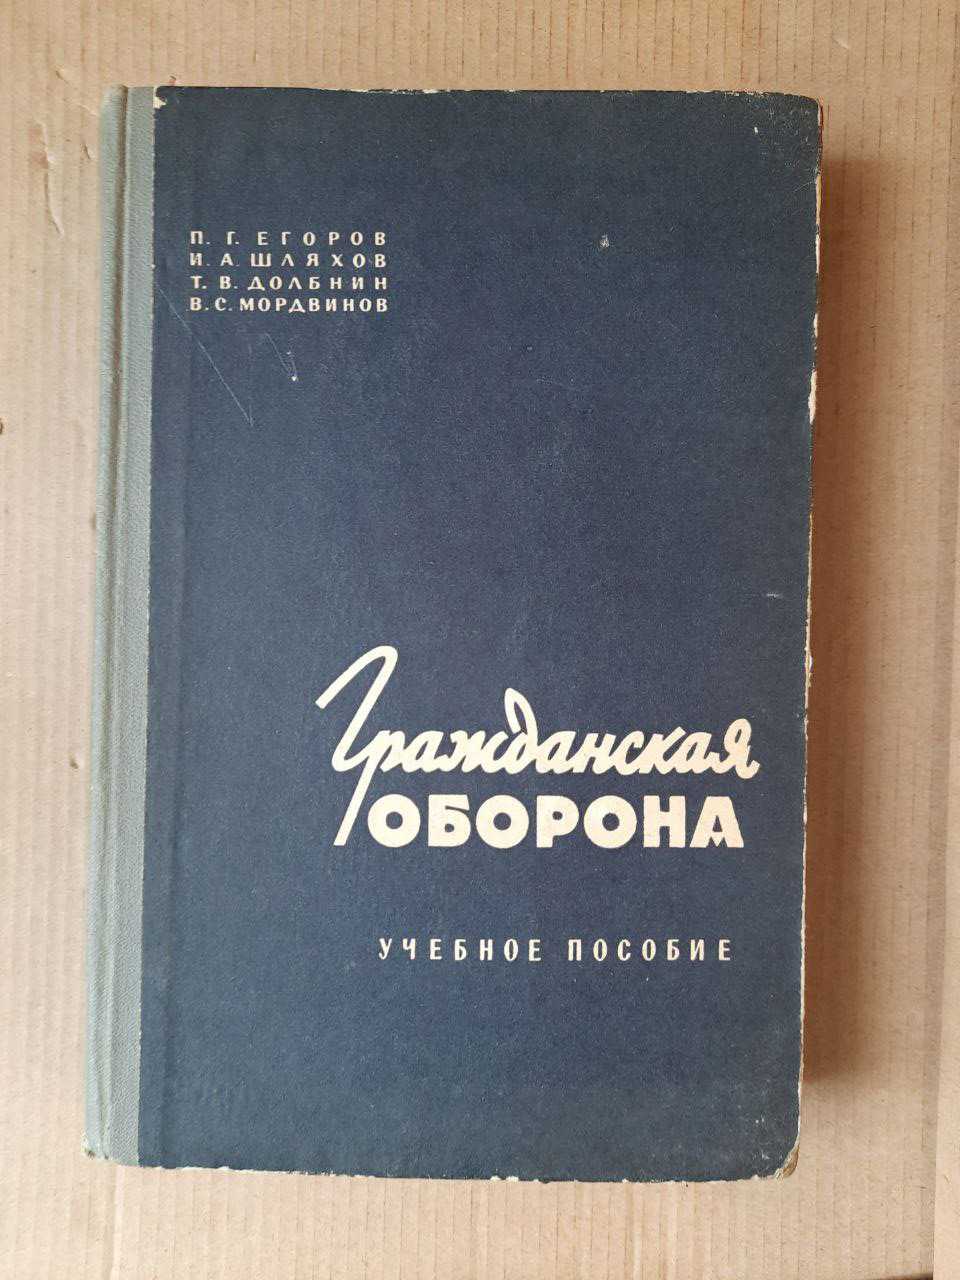 П. Г. ЕГОРОВ
И. А. ШЛЯХОВ
Т. В. ДОЛБНИН
В. С. МОРДВИНОВ
Гражданская
ОБОРОНА
УЧЕБНОЕ ПОСОБИЕ